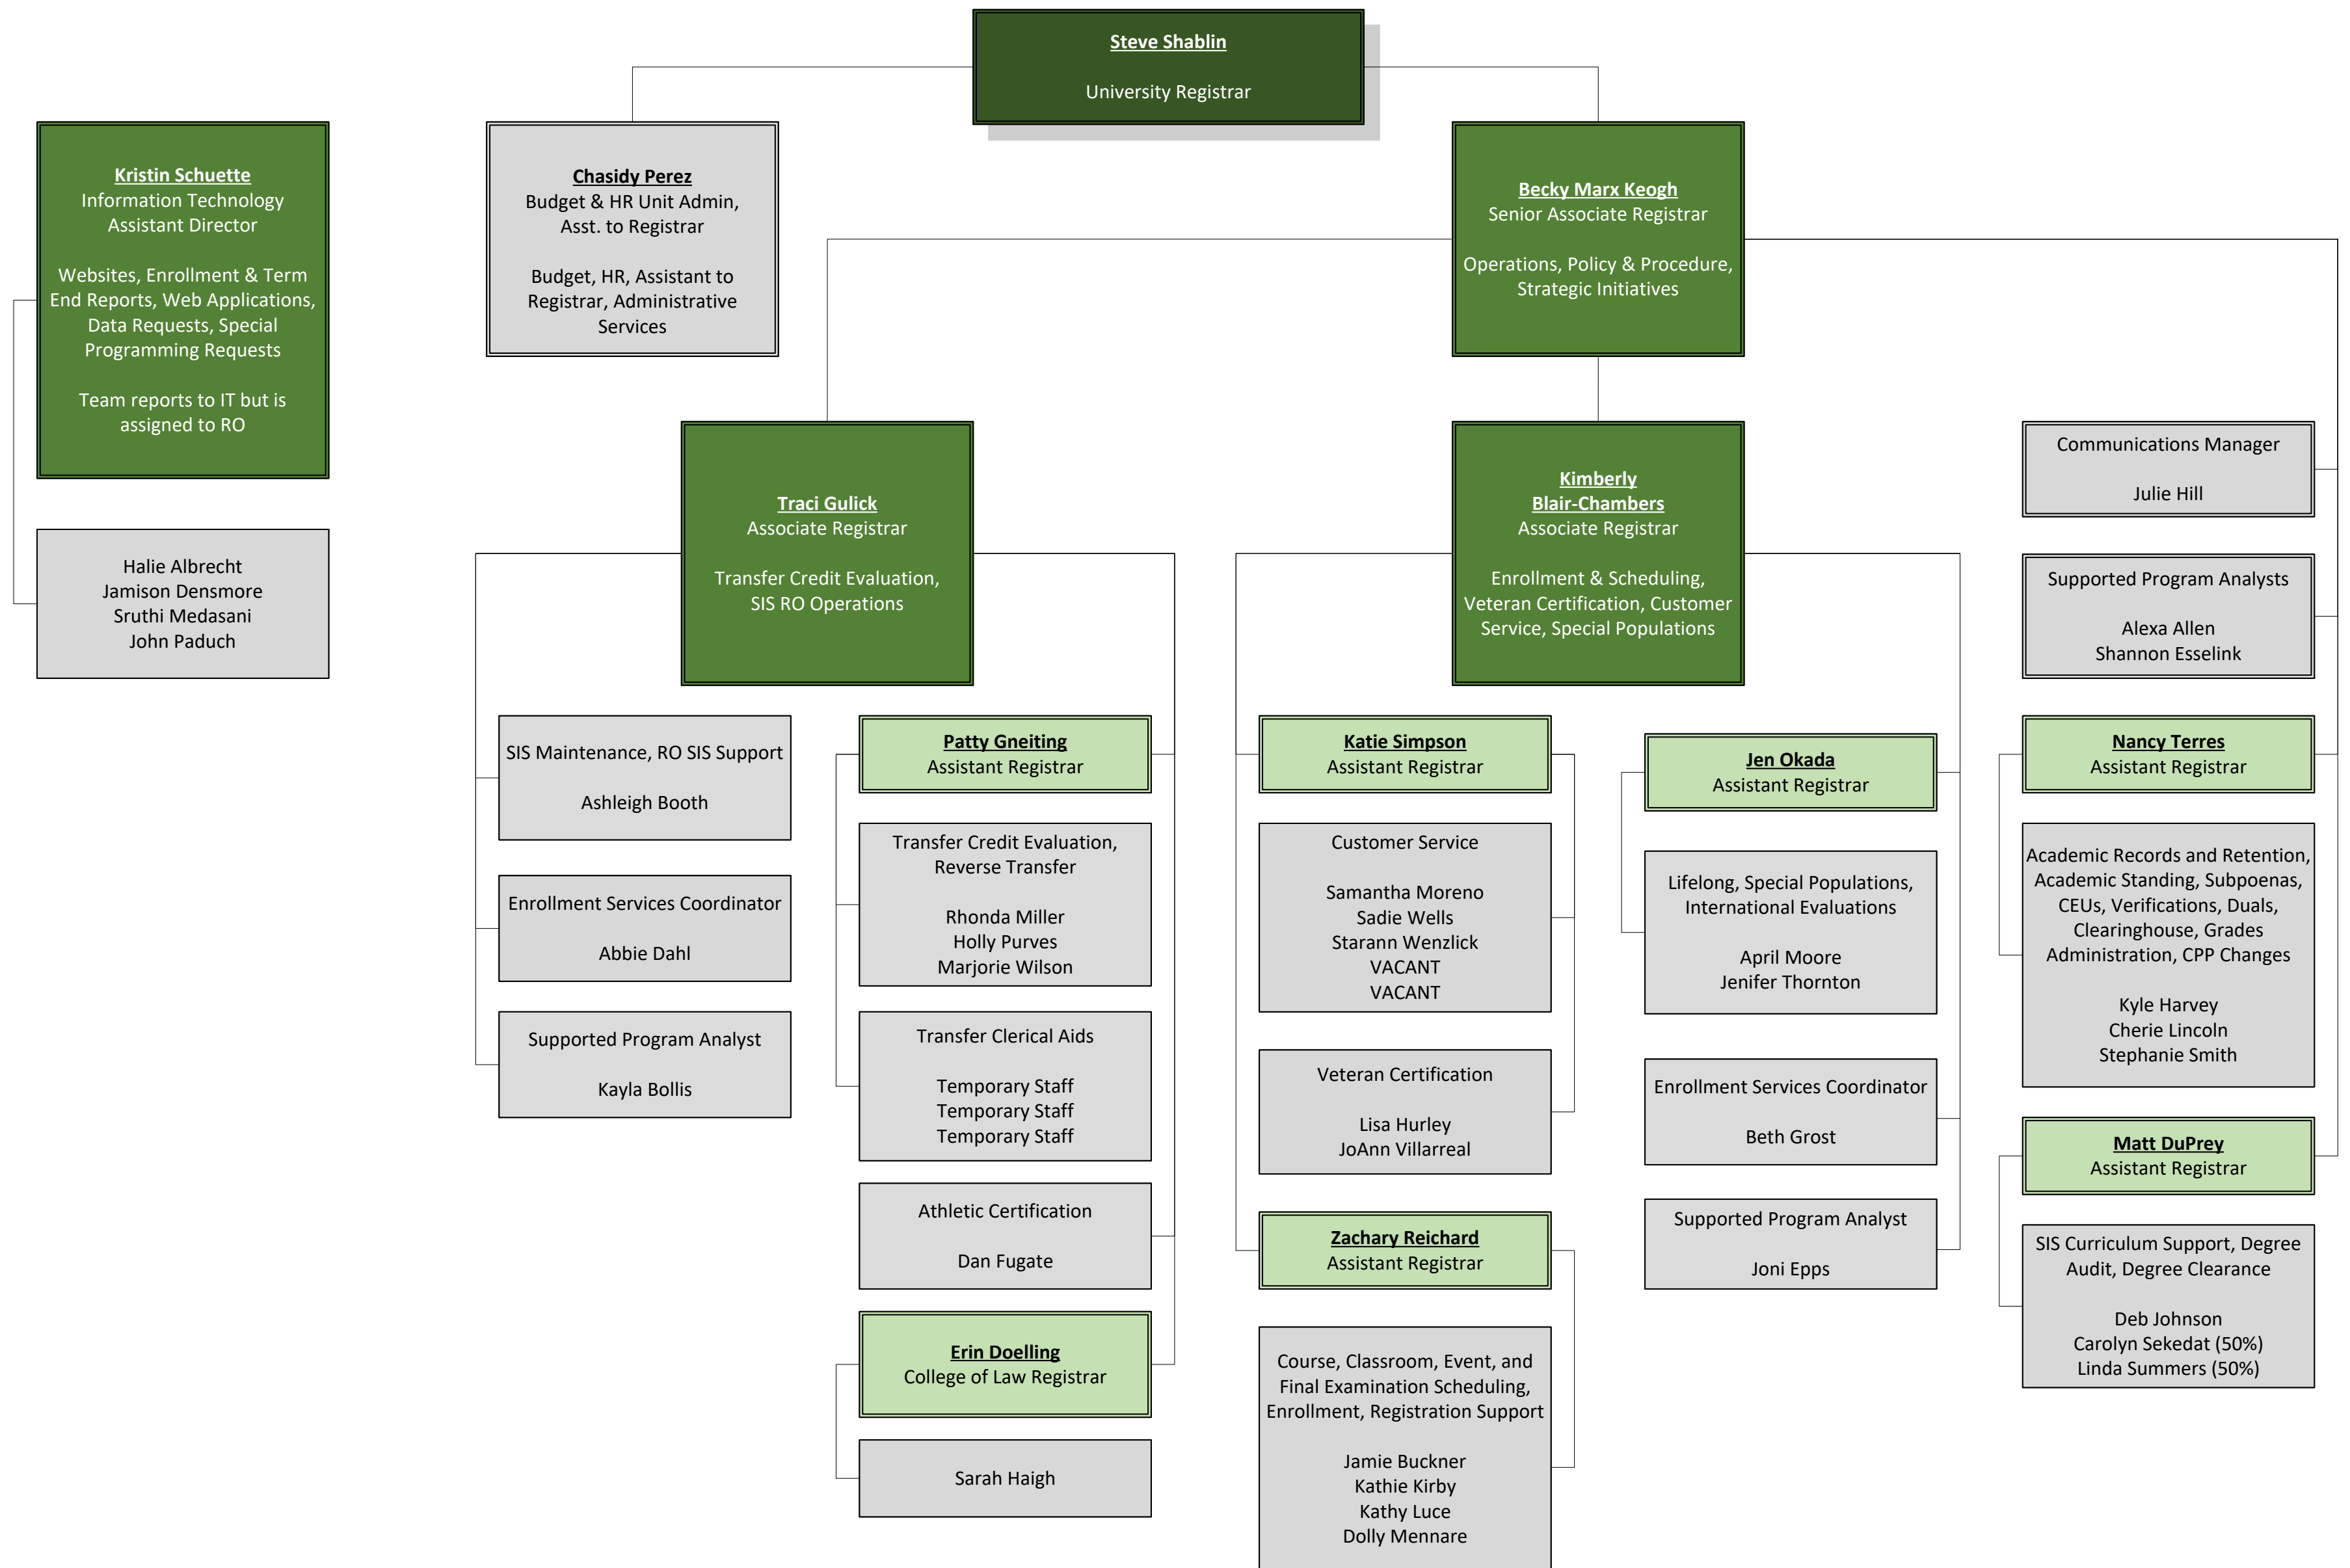 Steve Shablin
University Registrar
Kristin Schuette
Information Technology
Assistant Director
Websites, Enrollment & Term
End Reports, Web Applications,
Data Requests, Special
Programming Requests
Team reports to IT but is
assigned to RO
Halie Albrecht
Jamison Densmore
Sruthi Medasani
John Paduch
Chasidy Perez
Budget & HR Unit Admin,
Asst. to Registrar
Budget, HR, Assistant to
Registrar, Administrative
Services
Becky Marx Keogh
Senior Associate Registrar
Operations, Policy & Procedure,
Strategic Initiatives
Traci Gulick
Associate Registrar
Transfer Credit Evaluation,
SIS RO Operations
SIS Maintenance, RO SIS Support
Ashleigh Booth
Enrollment Services Coordinator
Abbie Dahl
Supported Program Analyst
Kayla Bollis
Patty Gneiting
Assistant Registrar
Transfer Credit Evaluation,
Reverse Transfer
Rhonda Miller
Holly Purves
Marjorie Wilson
Transfer Clerical Aids
Temporary Staff
Temporary Staff
Temporary Staff
Athletic Certification
Dan Fugate
Erin Doelling
College of Law Registrar
Sarah Haigh
Kimberly
Blair-Chambers
Associate Registrar
Enrollment & Scheduling,
Veteran Certification, Customer
Service, Special Populations
Katie Simpson
Assistant Registrar
Customer Service
Samantha Moreno
Sadie Wells
Starann Wenzlick
VACANT
VACANT
Veteran Certification
Lisa Hurley
JoAnn Villarreal
Zachary Reichard
Assistant Registrar
Course, Classroom, Event, and
Final Examination Scheduling,
Enrollment, Registration Support
Jamie Buckner
Kathie Kirby
Kathy Luce
Dolly Mennare
Jen Okada
Assistant Registrar
Lifelong, Special Populations,
International Evaluations
April Moore
Jenifer Thornton
Enrollment Services Coordinator
Beth Grost
Supported Program Analyst
Joni Epps
Communications Manager
Julie Hill
Supported Program Analysts
Alexa Allen
Shannon Esselink
Nancy Terres
Assistant Registrar
Academic Records and Retention,
Academic Standing, Subpoenas,
CEUs, Verifications, Duals,
Clearinghouse, Grades
Administration, CPP Changes
Kyle Harvey
Cherie Lincoln
Stephanie Smith
Matt DuPrey
Assistant Registrar
SIS Curriculum Support, Degree
Audit, Degree Clearance
Deb Johnson
Carolyn Sekedat (50%)
Linda Summers (50%)